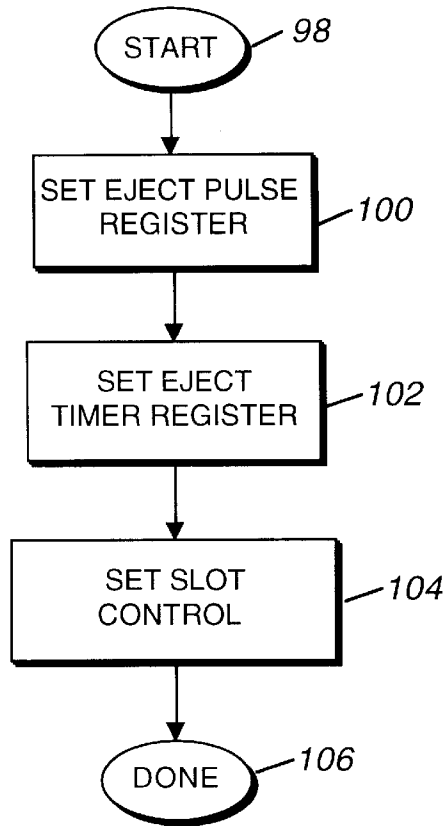 START
98
SET EJECT PULSE
REGISTER
100
SET EJECT
TIMER REGISTER
102
SET SLOT
CONTROL
104
DONE
106